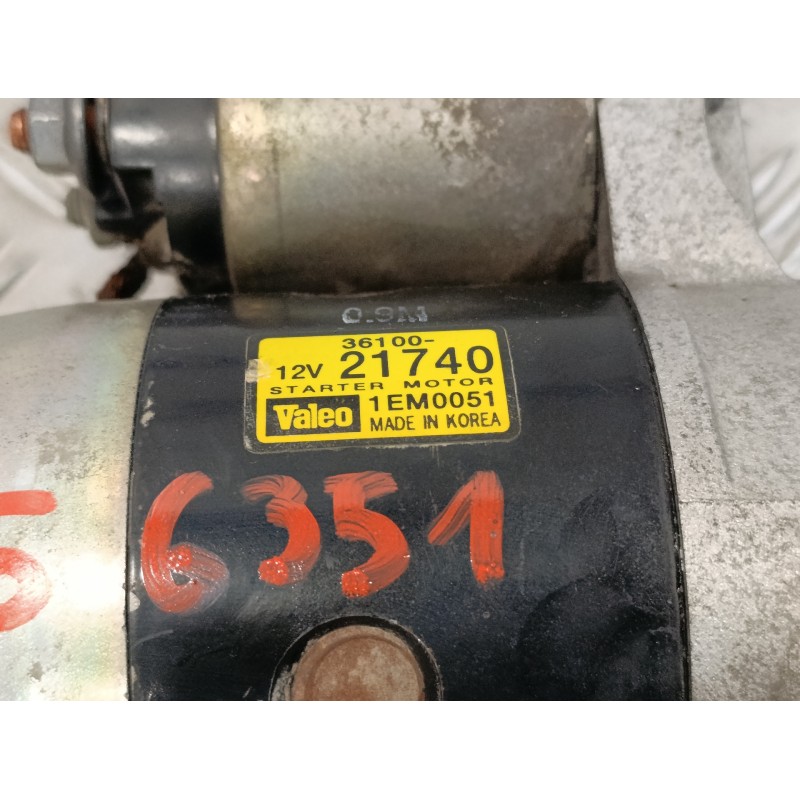 0.9M
36100-
12V 21740
STARTER MOTOR
Valeo 1EM0051
MADE IN KOREA
6351